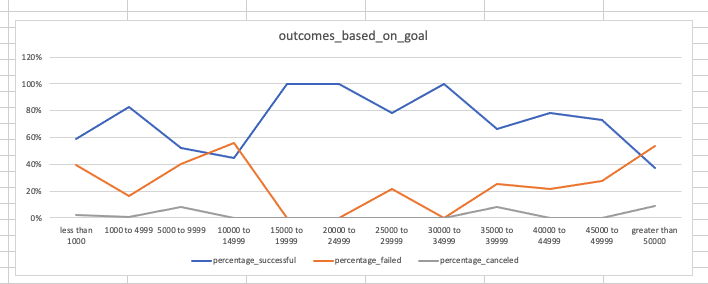 outcomes_based_on_goal
120%
100%
80%
60%
40%
20%
0%
less than
1000
1000 to 4999
5000 to 9999
10000 to
14999
15000 to
19999
20000 to
24999
25000 to
29999
30000 to
34999
35000 to
39999
40000 to
44999
45000 to
49999
greater than
50000
percentage_successful
percentage_failed
percentage_canceled